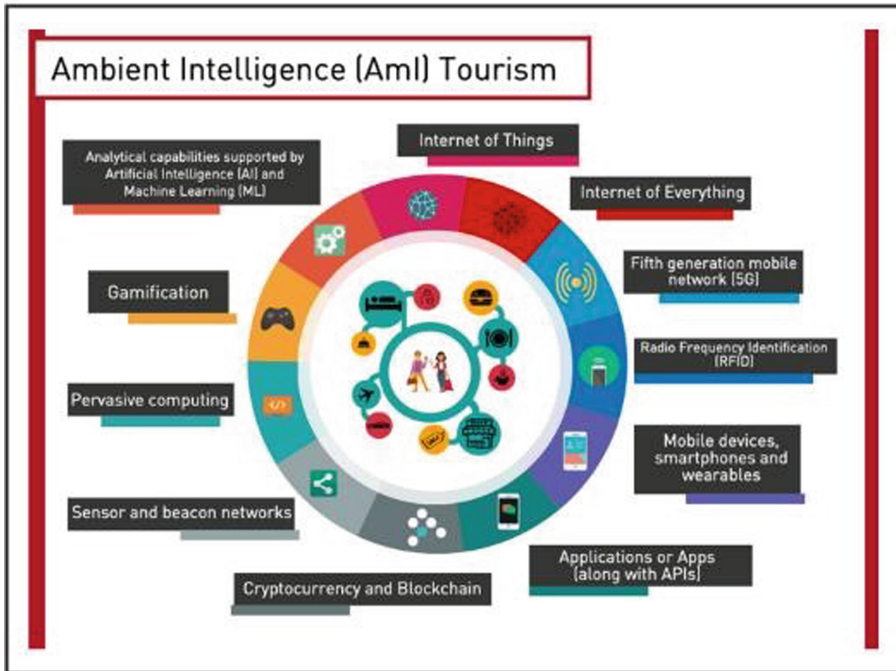 Ambient Intelligence (AmI) Tourism
Internet of Things
Internet of Everything
Fifth generation mobile
network (5G)
Radio Frequency Identification
(RFID)
Mobile devices,
smartphones and
wearables
Applications or Apps
(along with APIs)
Cryptocurrency and Blockchain
Sensor and beacon networks
Pervasive computing
Gamification
Analytical capabilities supported by
Artificial Intelligence (AI) and
Machine Learning (ML)